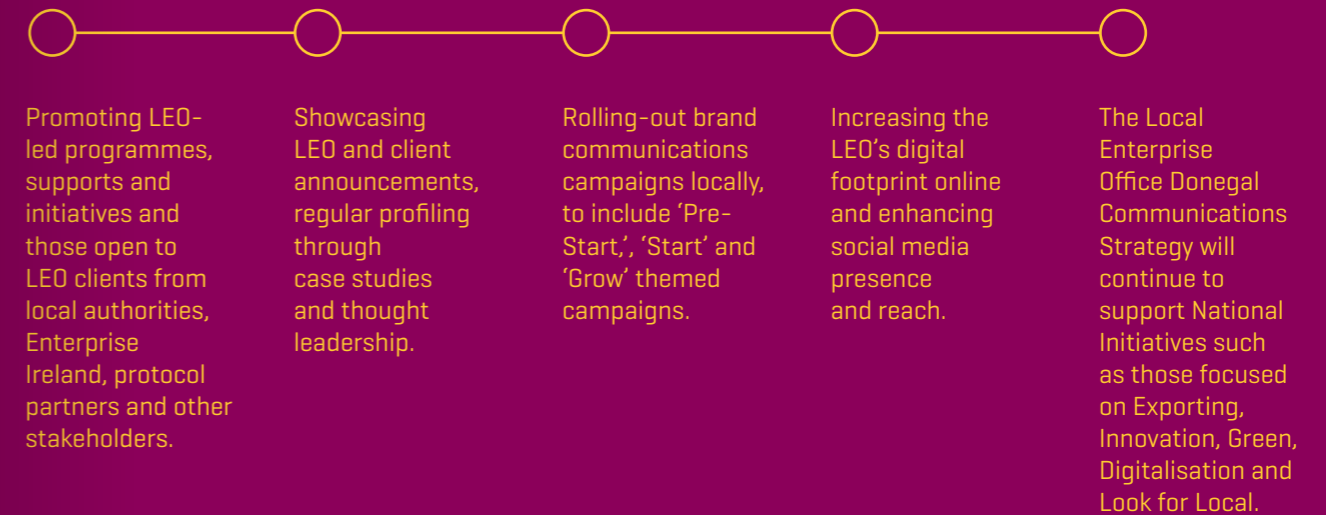 Promoting LEO-
led programmes,
supports and
initiatives and
those open to
LEO clients from
local authorities,
Enterprise
Ireland, protocol
partners and other
stakeholders.
Showcasing
LEO and client
announcements,
regular profiling
through
case studies
and thought
leadership.
Rolling-out brand
communications
campaigns locally,
to include ‘Pre-
Start,’, ‘Start’ and
‘Grow’ themed
campaigns.
Increasing the
LEO’s digital
footprint online
and enhancing
social media
presence
and reach.
The Local
Enterprise
Office Donegal
Communications
Strategy will
continue to
support National
Initiatives such
as those focused
on Exporting,
Innovation, Green,
Digitalisation and
Look for Local.